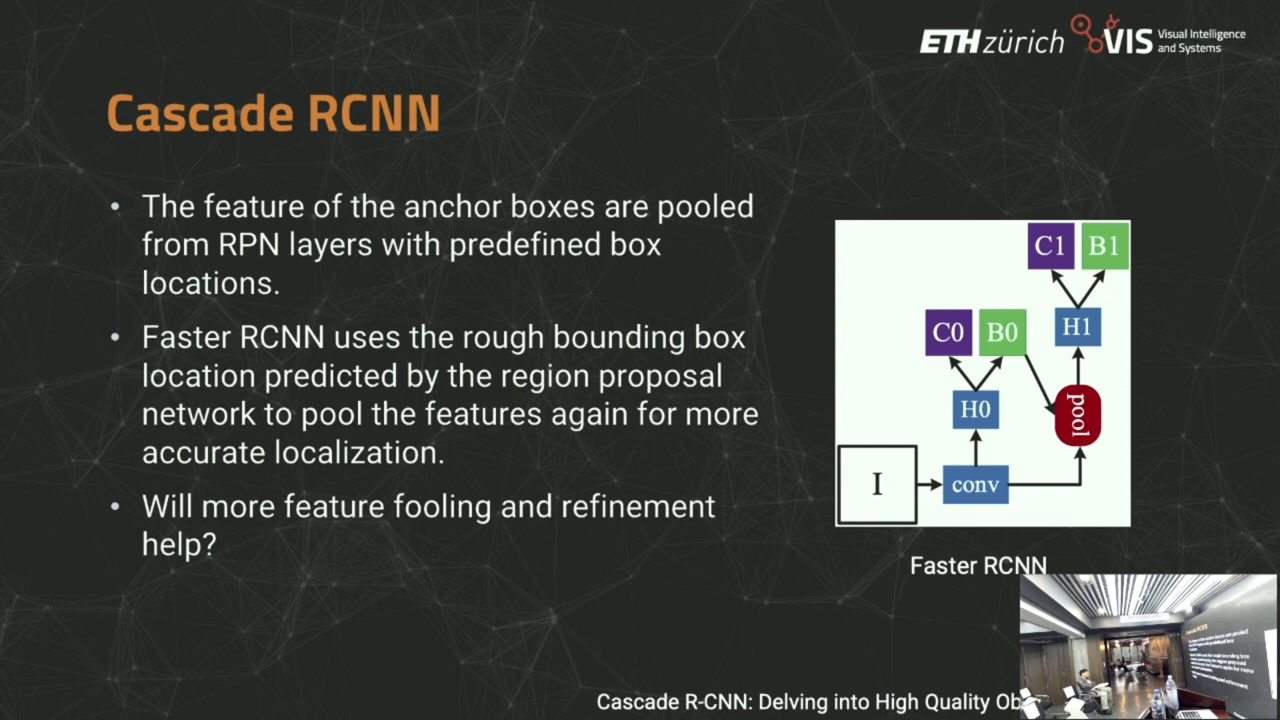 ETH zürich VIS Visual Intelligence
and Systems
Cascade RCNN
• The feature of the anchor boxes are pooled
from RPN layers with predefined box
locations.
• Faster RCNN uses the rough bounding box
location predicted by the region proposal
network to pool the features again for more
accurate localization.
• Will more feature fooling and refinement
help?
C1 B1
C0 B0 H1
H0 pool
I conv
Faster RCNN
Cascade R-CNN: Delving into High Quality Ob
Cascade RCNN